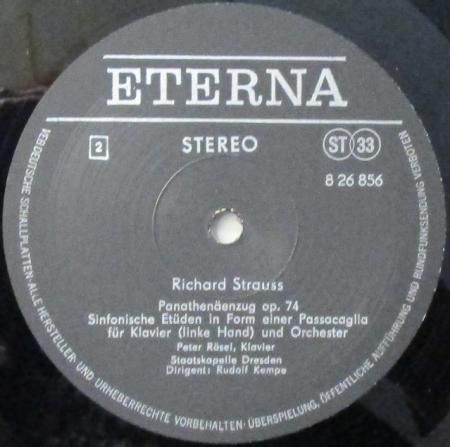 ETERNA
2
STEREO
ST 33
8 26 856
Richard Strauss
Panathenäenzug op. 74
Sinfonische Etüden in Form einer Passacaglia
für Klavier (linke Hand) und Orchester
Peter Rösel, Klavier
Staatskapelle Dresden
Dirigent: Rudolf Kempe
VEB DEUTSCHE SCHALLPLATTEN · ALLE HERSTELLER- UND URHEBERRECHTE VORBEHALTEN · ÜBERSPIELUNG, ÖFFENTLICHE AUFFÜHRUNG UND RUNDFUNKSENDUNG VERBOTEN